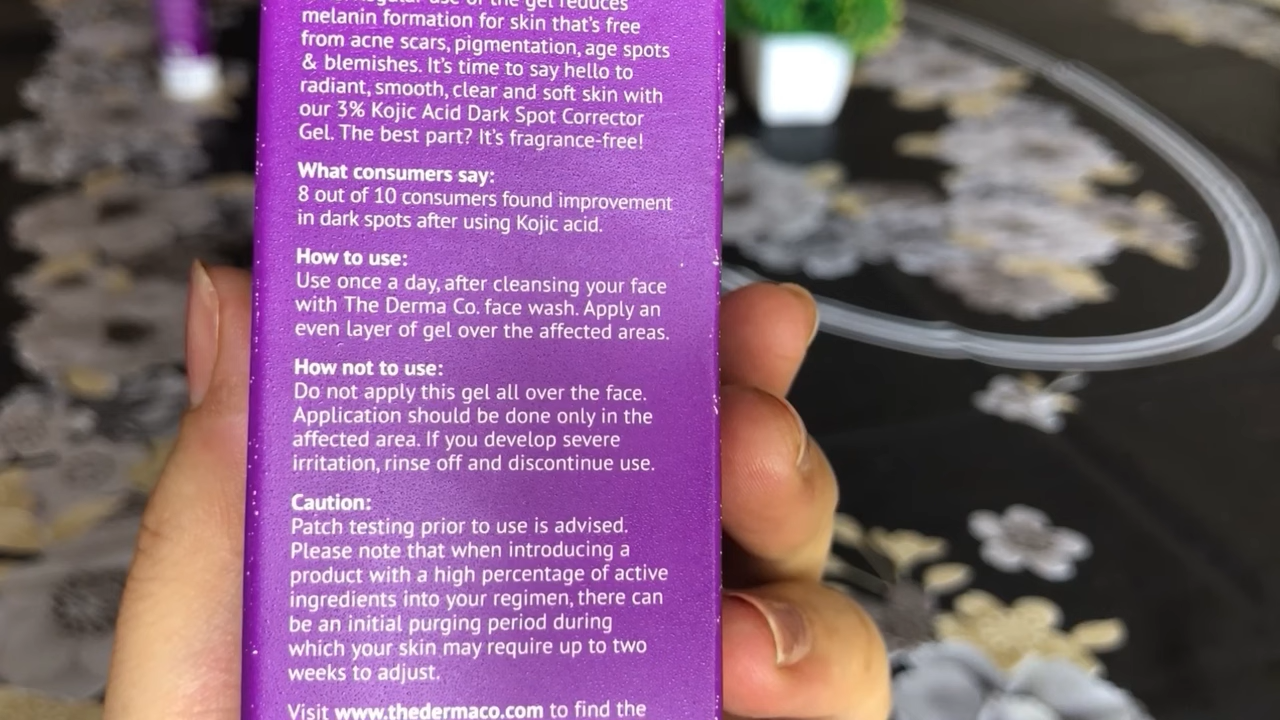 of the gel reduces
melanin formation for skin that's free
from acne scars, pigmentation, age spots
& blemishes. It's time to say hello to
radiant, smooth, clear and soft skin with
our 3% Kojic Acid Dark Spot Corrector
Gel. The best part? It's fragrance-free!
What consumers say:
8 out of 10 consumers found improvement
in dark spots after using Kojic acid.
How to use:
Use once a day, after cleansing your face
with The Derma Co. face wash. Apply an
even layer of gel over the affected areas.
How not to use:
Do not apply this gel all over the face.
Application should be done only in the
affected area. If you develop severe
irritation, rinse off and discontinue use.
Caution:
Patch testing prior to use is advised.
Please note that when introducing a
product with a high percentage of active
ingredients into your regimen, there can
be an initial purging period during
which your skin may require up to two
weeks to adjust.
Visit www.thedermaco.com to find the